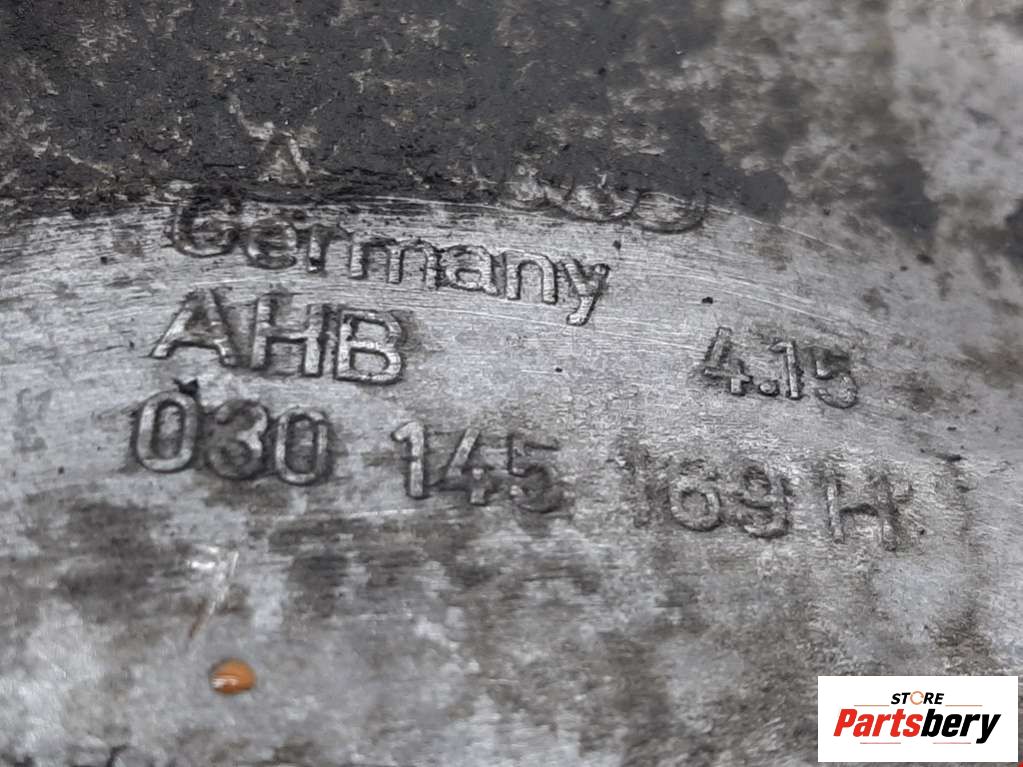 Germany
AHB 4.15
030 145 169 H
STORE
Partsbery